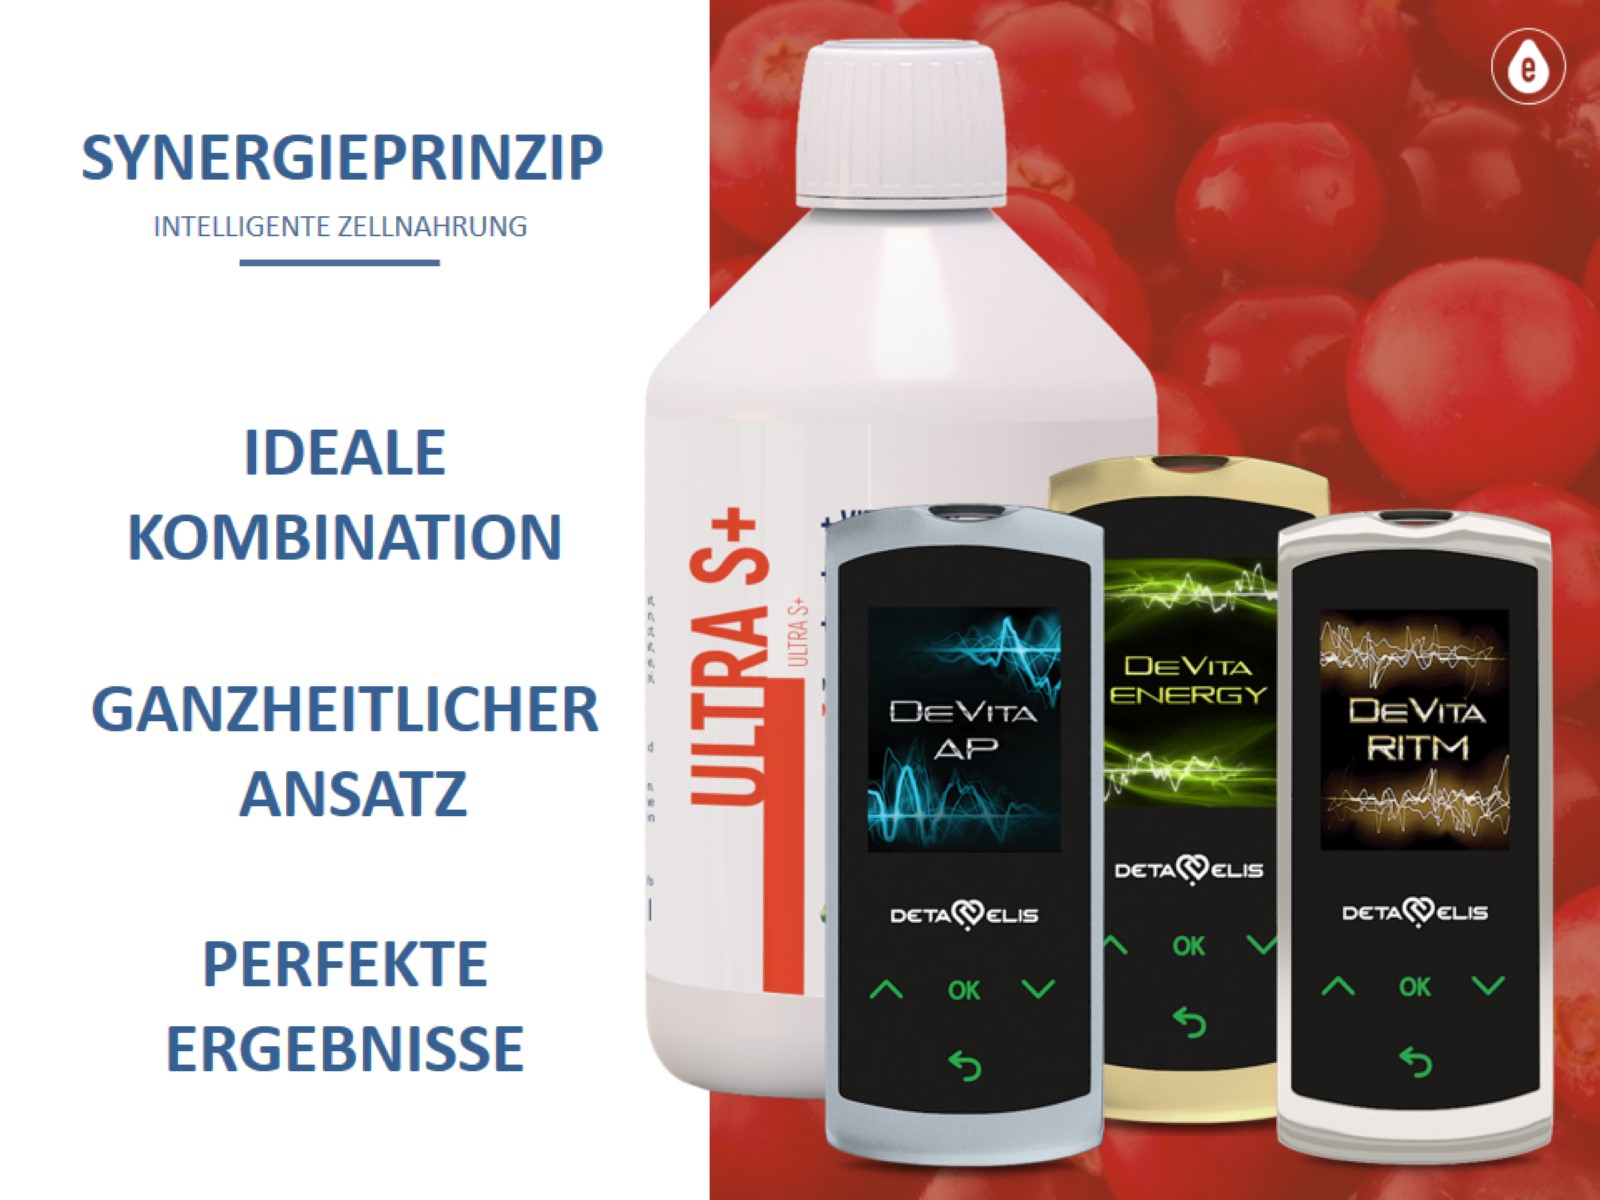 SYNERGIEPRINZIP
INTELLIGENTE ZELLNAHRUNG
IDEALE
KOMBINATION
GANZHEITLICHER
ANSATZ
PERFEKTE
ERGEBNISSE
e
ULTRA S+
ULTRA S+
DEVITA
AP
DETA ELIS
OK
DEVITA
ENERGY
DETA ELIS
OK
DEVITA
RITM
DETA ELIS
OK